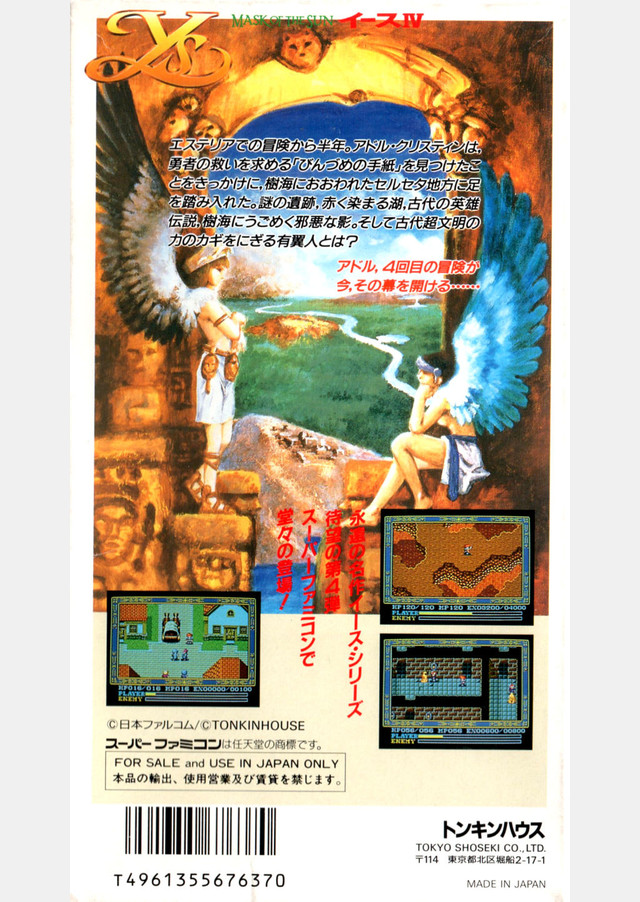 Ys
MASK OF THE SUN
イースIV
エステリアでの冒険から半年。アドル・クリスティンは,
勇者の救いを求める「びんづめの手紙」を見つけたこ
とをきっかけに,樹海におおわれたセルセタ地方に足
を踏み入れた。謎の遺跡,赤く染まる湖,古代の英雄
伝説,樹海にうごめく邪悪な影。そして古代超文明の
力のカギをにぎる有翼人とは?
アドル,4回目の冒険が
今,その幕を開ける……
永遠の名作イース・シリーズ
待望の第4弾
スーパーファミコンで
堂々の登場!
HP120/120 MP120 EX03200/04000
PLAYER
ENEMY
HP016/016 MP016 EX00000/00100
PLAYER
ENEMY
HP056/056 MP056 EX00600/00800
PLAYER
ENEMY
©日本ファルコム/©TONKINHOUSE
スーパーファミコンは任天堂の商標です。
FOR SALE and USE IN JAPAN ONLY
本品の輸出、使用営業及び賃貸を禁じます。
T4961355676370
トンキンハウス
TOKYO SHOSEKI CO.,LTD.
〒114 東京都北区堀船2-17-1
MADE IN JAPAN